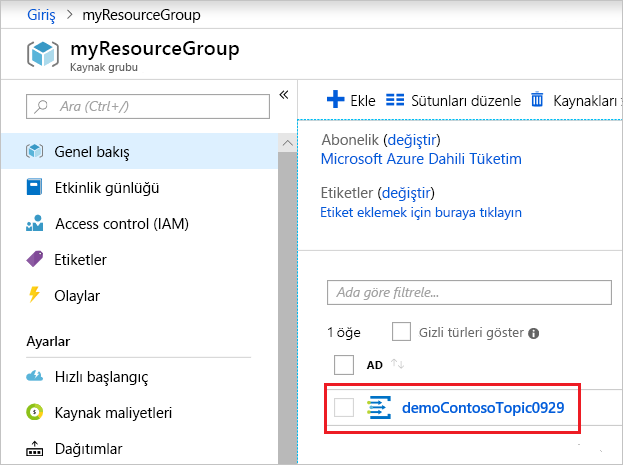 Giriş > myResourceGroup
myResourceGroup
Kaynak grubu
Ara (Ctrl+/)
«
Genel bakış
Etkinlik günlüğü
Access control (IAM)
Etiketler
Olaylar
Ayarlar
Hızlı başlangıç
Kaynak maliyetleri
Dağıtımlar
Ekle Sütunları düzenle Kaynakları
Abonelik (değiştir)
Microsoft Azure Dahili Tüketim
Etiketler (değiştir)
Etiket eklemek için buraya tıklayın
Ada göre filtrele...
1 öğe Gizli türleri göster
AD ↑↓
demoContosoTopic0929